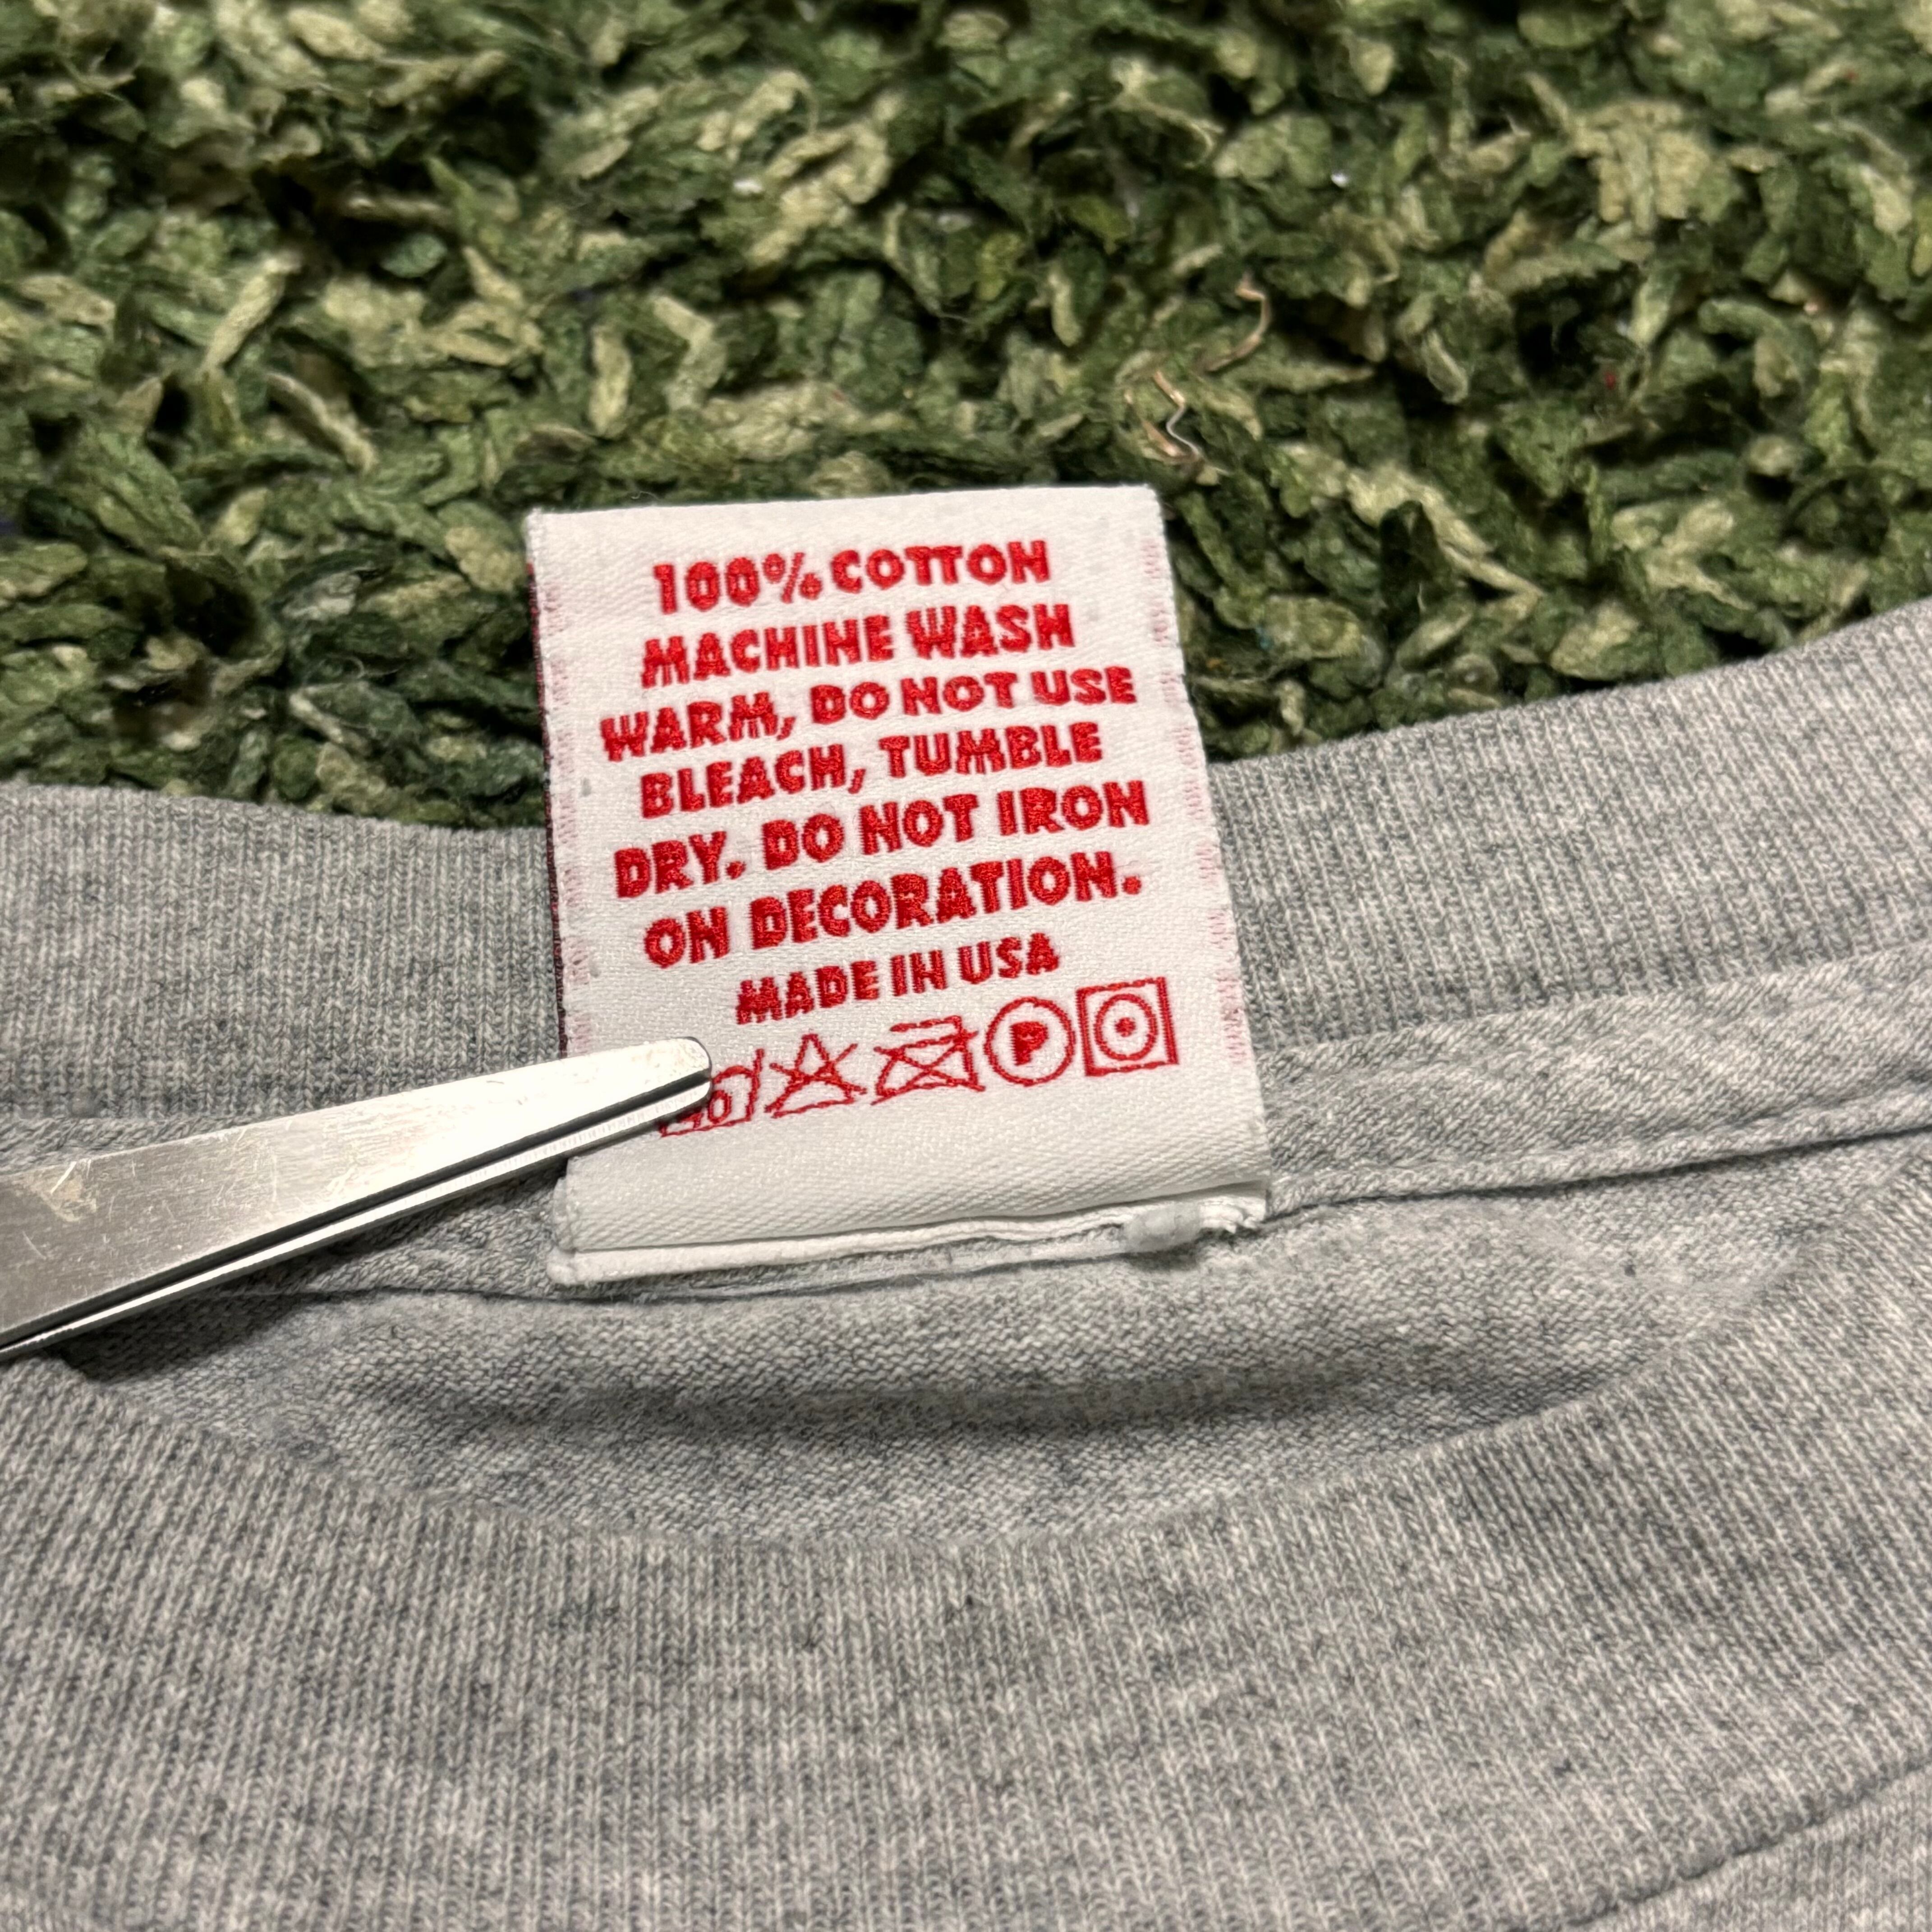 100% COTTON
MACHINE WASH
WARM, DO NOT USE
BLEACH, TUMBLE
DRY. DO NOT IRON
ON DECORATION.
MADE IN USA
P